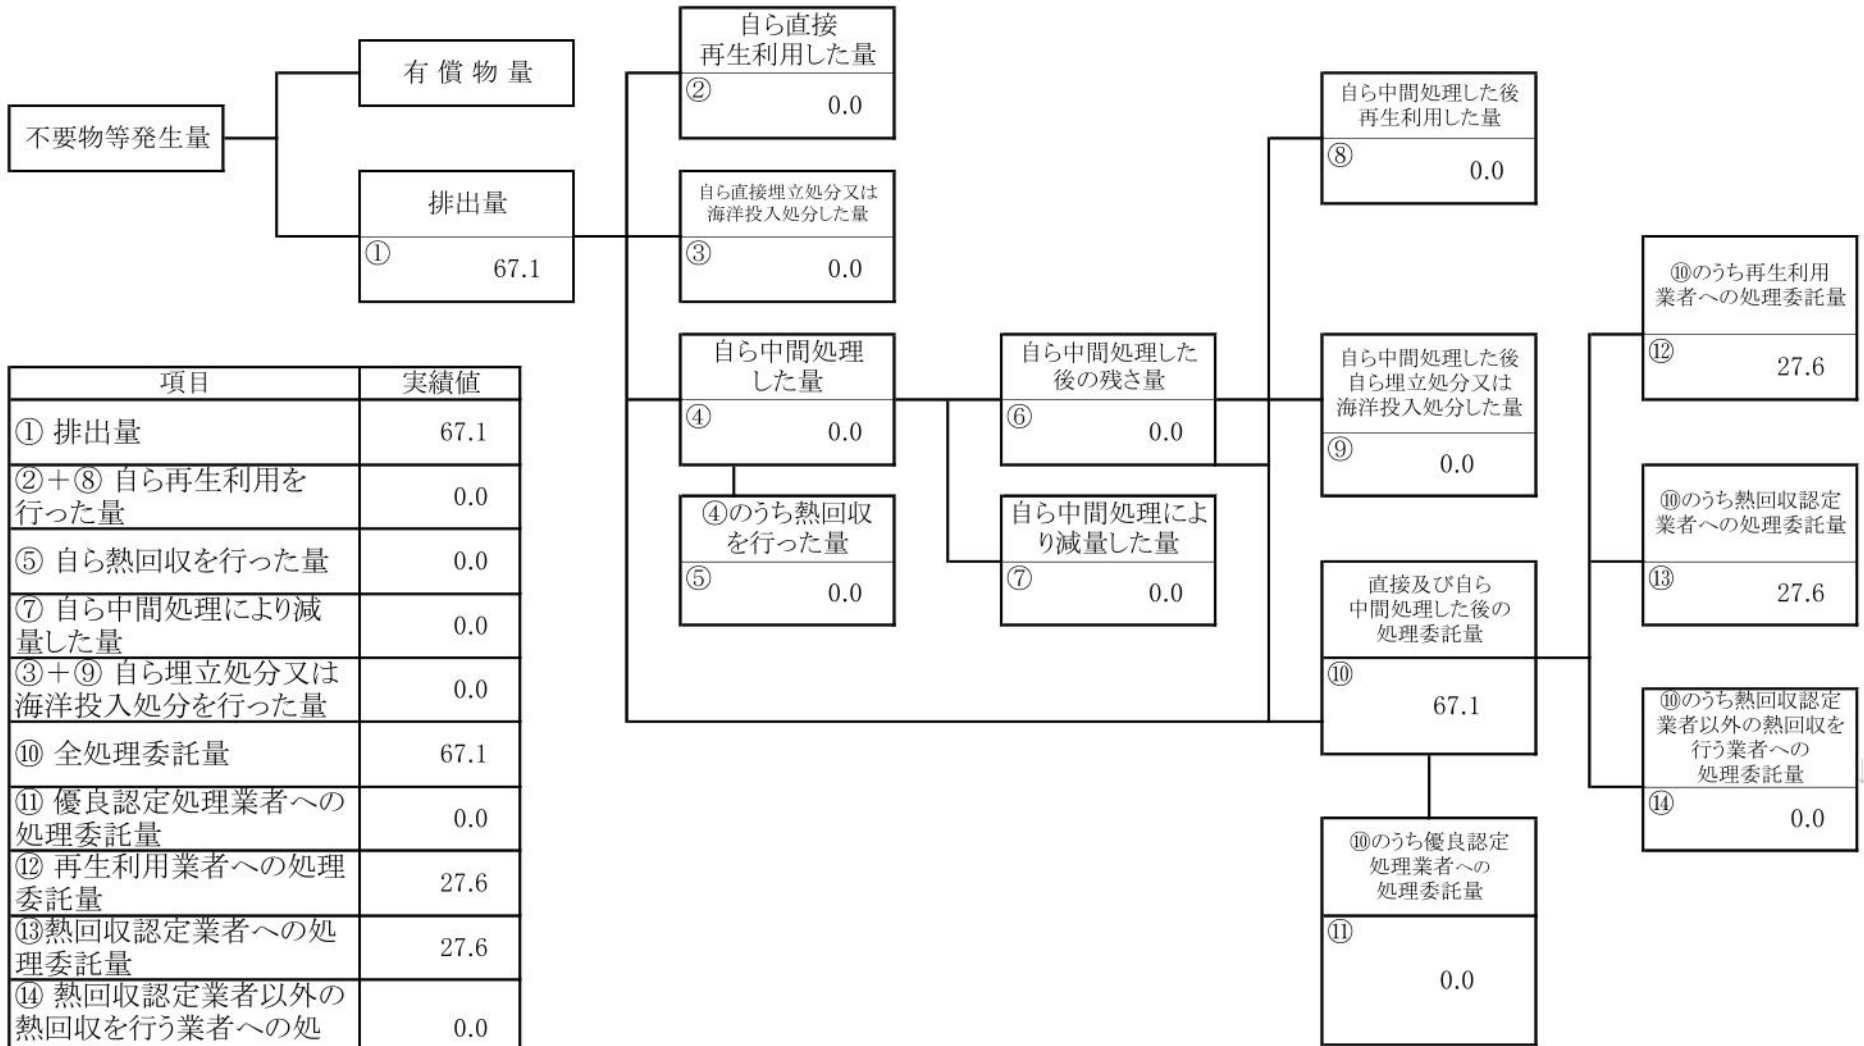 不要物等発生量
有償物量
排出量
①
67.1
自ら直接
再生利用した量
②
0.0
自ら直接埋立処分又は
海洋投入処分した量
③
0.0
自ら中間処理
した量
④
0.0
④のうち熱回収
を行った量
⑤
0.0
自ら中間処理した
後の残さ量
⑥
0.0
自ら中間処理によ
り減量した量
⑦
0.0
自ら中間処理した後
再生利用した量
⑧
0.0
自ら中間処理した後
自ら埋立処分又は
海洋投入処分した量
⑨
0.0
直接及び自ら
中間処理した後の
処理委託量
⑩
67.1
⑩のうち優良認定
処理業者への
処理委託量
⑪
0.0
⑩のうち再生利用
業者への処理委託量
⑫
27.6
⑩のうち熱回収認定
業者への処理委託量
⑬
27.6
⑩のうち熱回収認定
業者以外の熱回収を
行う業者への
処理委託量
⑭
0.0
項目 実績値
① 排出量 67.1
②+⑧ 自ら再生利用を
行った量
0.0
⑤ 自ら熱回収を行った量 0.0
⑦ 自ら中間処理により減
量した量
0.0
③+⑨ 自ら埋立処分又は
海洋投入処分を行った量
0.0
⑩ 全処理委託量 67.1
⑪ 優良認定処理業者への
処理委託量
0.0
⑫ 再生利用業者への処理
委託量
27.6
⑬熱回収認定業者への処
理委託量
27.6
⑭ 熱回収認定業者以外の
熱回収を行う業者への処
0.0